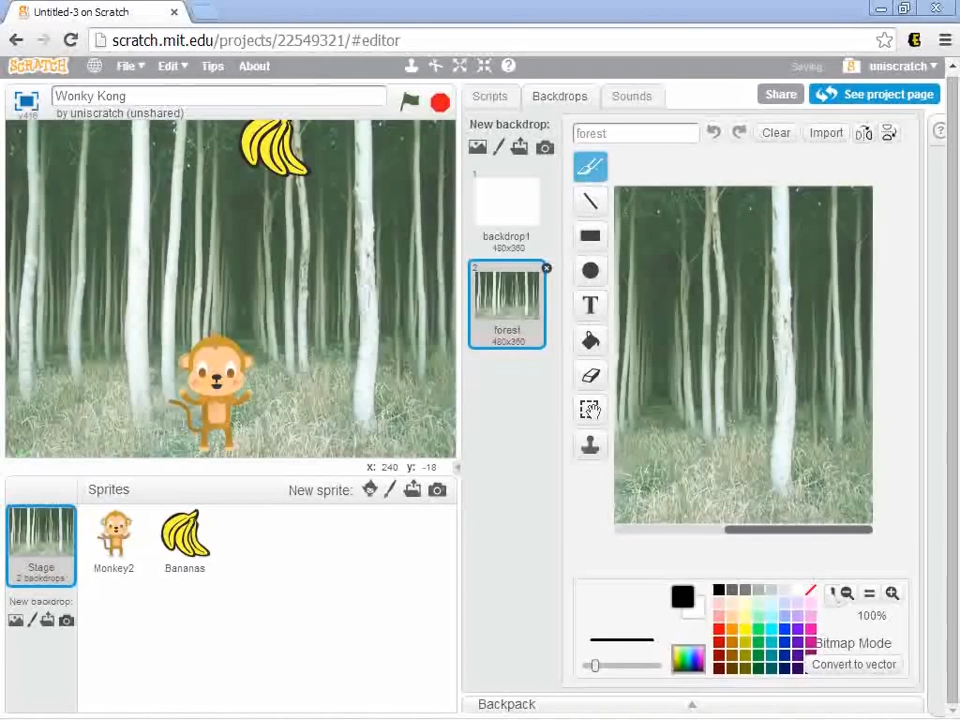 Untitled-3 on Scratch
scratch.mit.edu/projects/22549321/#editor
SCRATCH File Edit Tips About Saving uniscratch
Wonky Kong
by uniscratch (unshared)
v416
Scripts Backdrops Sounds Share See project page
New backdrop:
1
backdrop1
480x360
2
forest
480x360
forest Clear Import
T
x: 240 y: -18
Sprites New sprite:
Stage
2 backdrops
New backdrop:
Monkey2
Bananas
100%
Bitmap Mode
Convert to vector
Backpack